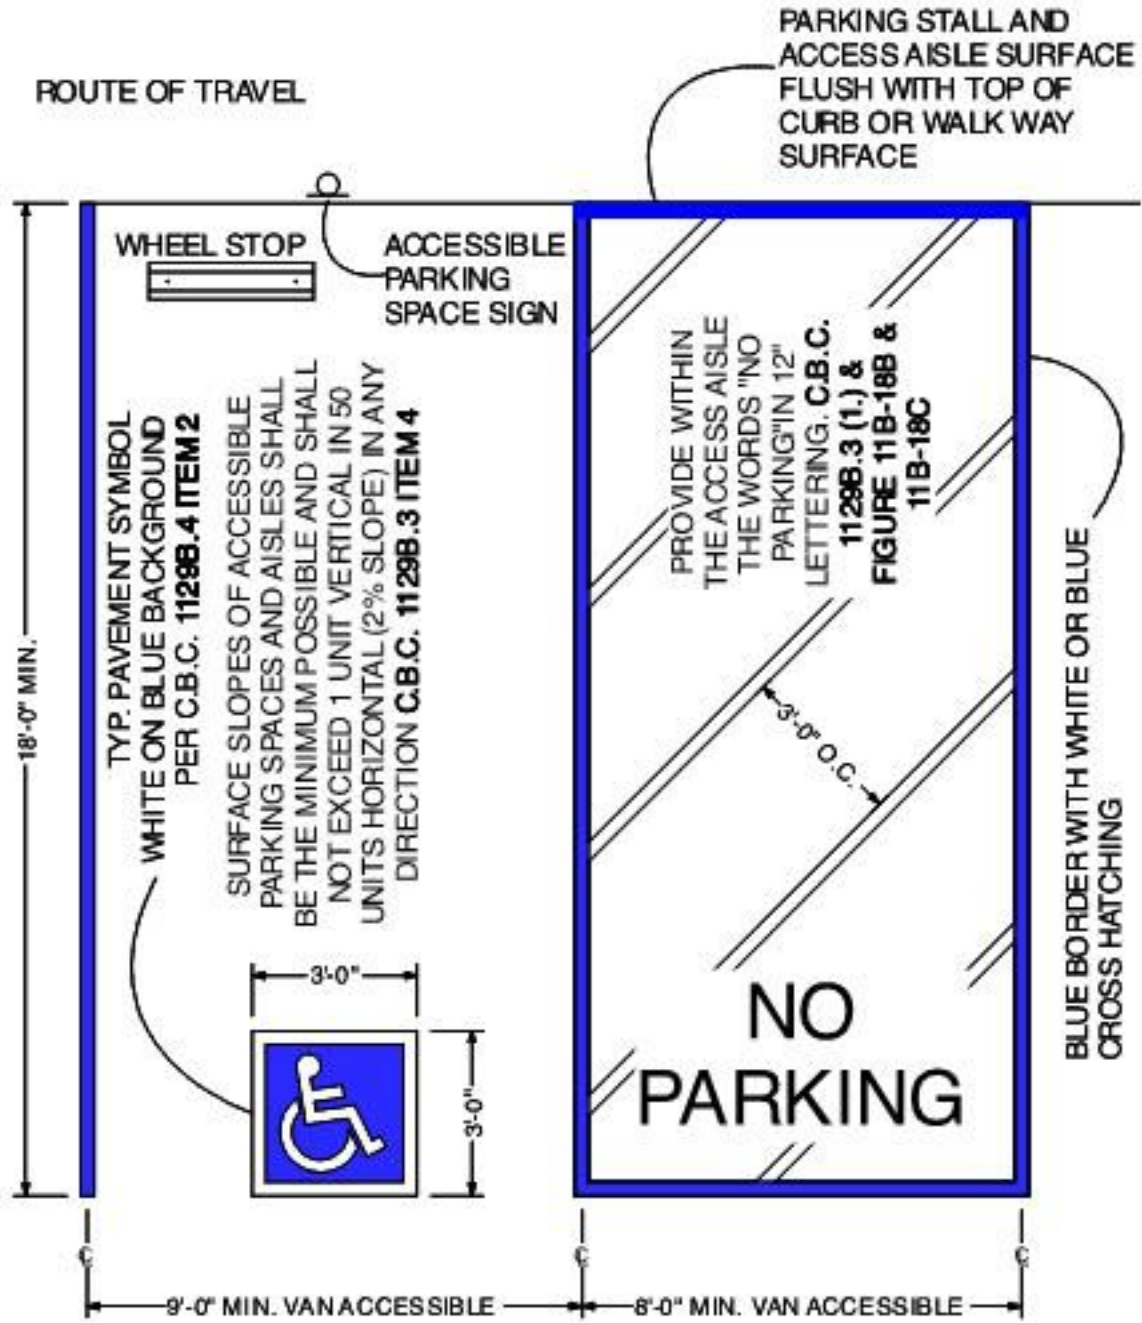 PARKING STALL AND
ACCESS AISLE SURFACE
FLUSH WITH TOP OF
CURB OR WALK WAY
SURFACE
ROUTE OF TRAVEL
WHEEL STOP
ACCESSIBLE
PARKING
SPACE SIGN
18'-0" MIN.
TYP. PAVEMENT SYMBOL
WHITE ON BLUE BACKGROUND
PER C.B.C. 1129B.4 ITEM 2
SURFACE SLOPES OF ACCESSIBLE
PARKING SPACES AND AISLES SHALL
BE THE MINIMUM POSSIBLE AND SHALL
NOT EXCEED 1 UNIT VERTICAL IN 50
UNITS HORIZONTAL (2% SLOPE) IN ANY
DIRECTION C.B.C. 1129B.3 ITEM 4
PROVIDE WITHIN
THE ACCESS AISLE
THE WORDS "NO
PARKING"IN 12"
LETTERING. C.B.C.
1129B.3 (1.) &
FIGURE 11B-18B &
11B-18C
3'-0" O.C.
BLUE BORDER WITH WHITE OR BLUE
CROSS HATCHING
3'-0"
3'-0"
NO
PARKING
℄ ℄ ℄
9'-0" MIN. VAN ACCESSIBLE
8'-0" MIN. VAN ACCESSIBLE